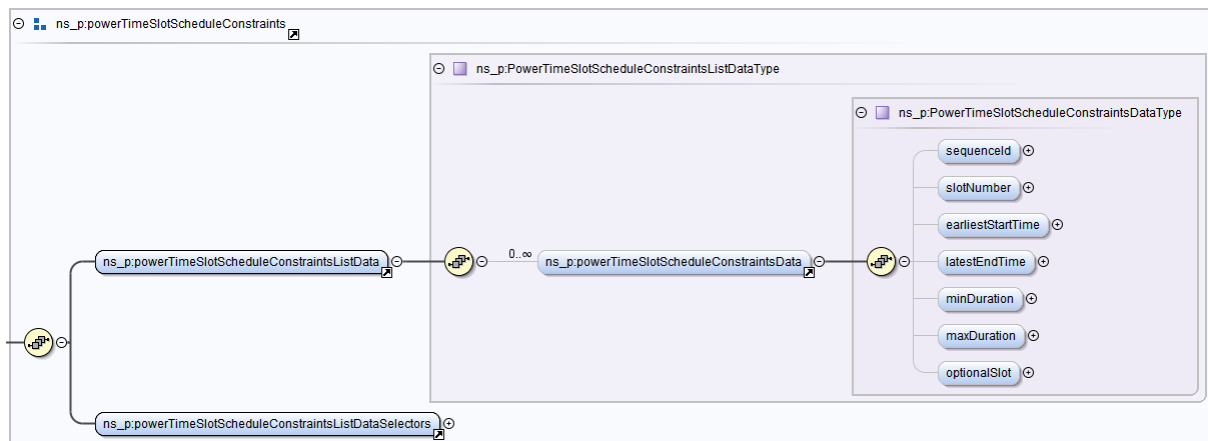 ns_p:powerTimeSlotScheduleConstraints
ns_p:PowerTimeSlotScheduleConstraintsListDataType
ns_p:PowerTimeSlotScheduleConstraintsDataType
sequenceId
slotNumber
earliestStartTime
ns_p:powerTimeSlotScheduleConstraintsListData
0..∞
ns_p:powerTimeSlotScheduleConstraintsData
latestEndTime
minDuration
maxDuration
optionalSlot
ns_p:powerTimeSlotScheduleConstraintsListDataSelectors